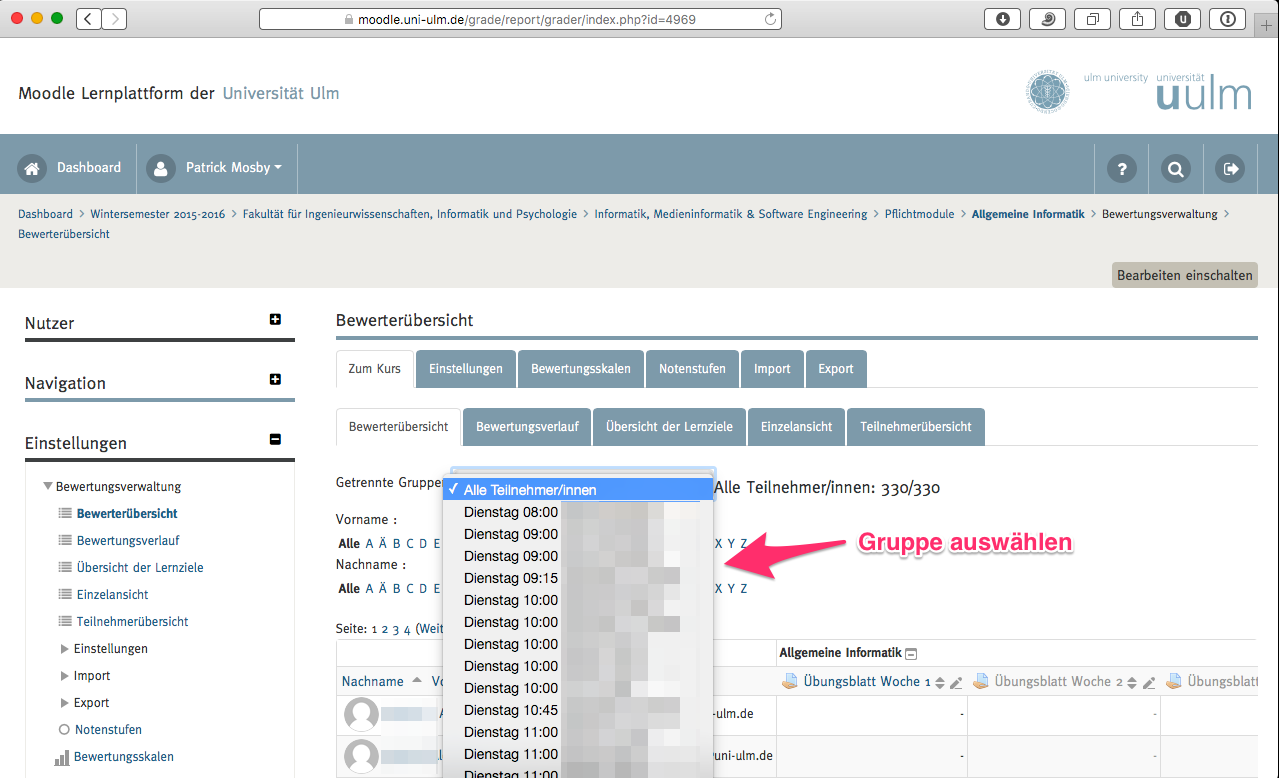 moodle.uni-ulm.de/grade/report/grader/index.php?id=4969
Moodle Lernplattform der Universität Ulm
ulm university universität
uulm
Dashboard
Patrick Mosby
?
Dashboard > Wintersemester 2015-2016 > Fakultät für Ingenieurwissenschaften, Informatik und Psychologie > Informatik, Medieninformatik & Software Engineering > Pflichtmodule > Allgemeine Informatik > Bewertungsverwaltung >
Bewerterübersicht
Bearbeiten einschalten
Nutzer
Navigation
Einstellungen
Bewertungsverwaltung
Bewerterübersicht
Bewertungsverlauf
Übersicht der Lernziele
Einzelansicht
Teilnehmerübersicht
Einstellungen
Import
Export
Notenstufen
Bewertungsskalen
Bewerterübersicht
Zum Kurs Einstellungen Bewertungsskalen Notenstufen Import Export
Bewerterübersicht Bewertungsverlauf Übersicht der Lernziele Einzelansicht Teilnehmerübersicht
Getrennte Gruppe
✓ Alle Teilnehmer/innen
Dienstag 08:00
Dienstag 09:00
Dienstag 09:00
Dienstag 09:15
Dienstag 10:00
Dienstag 10:00
Dienstag 10:00
Dienstag 10:00
Dienstag 10:00
Dienstag 10:45
Dienstag 11:00
Dienstag 11:00
Dienstag 11:00
Alle Teilnehmer/innen: 330/330
Gruppe auswählen
Vorname :
Alle A Ä B C D E
X Y Z
Nachname :
Alle A Ä B C D E
X Y Z
Seite: 1 2 3 4 (Weit
Allgemeine Informatik
Nachname
Übungsblatt Woche 1 Übungsblatt Woche 2 Übungsblatt
-ulm.de - -
uni-ulm.de - -